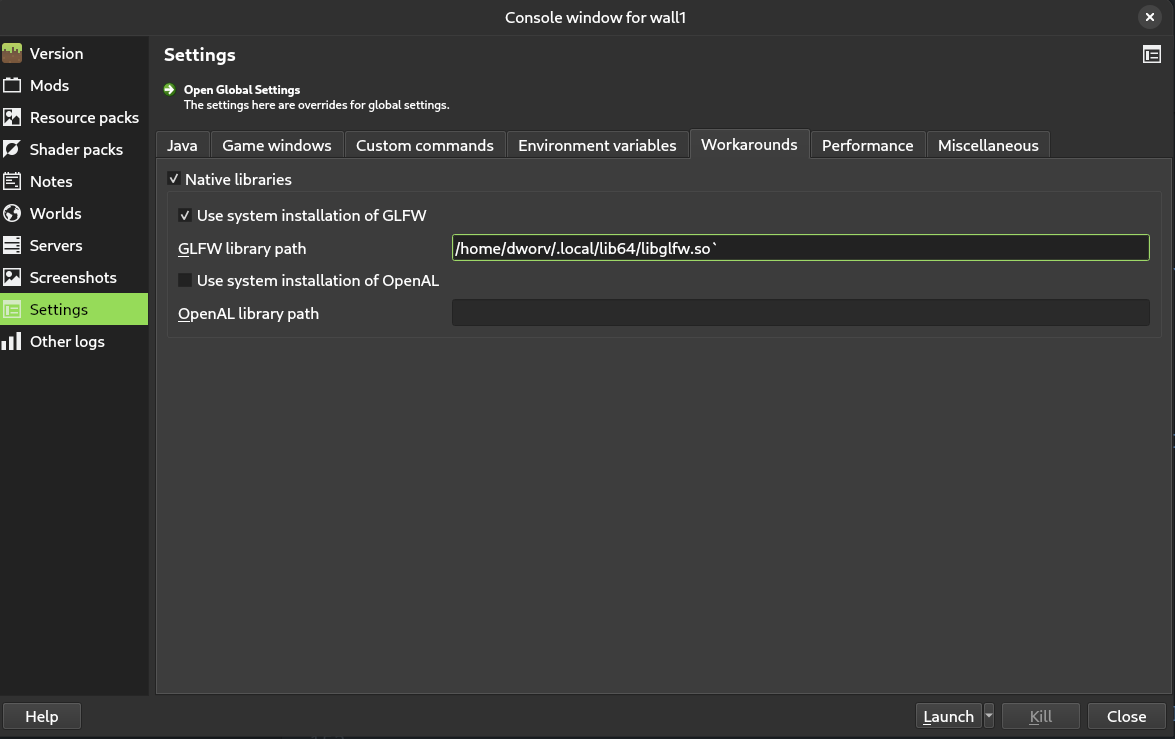 Console window for wall1
Version
Mods
Resource packs
Shader packs
Notes
Worlds
Servers
Screenshots
Settings
Other logs
Settings
Open Global Settings
The settings here are overrides for global settings.
Java
Game windows
Custom commands
Environment variables
Workarounds
Performance
Miscellaneous
Native libraries
Use system installation of GLFW
GLFW library path
/home/dworv/.local/lib64/libglfw.so`
Use system installation of OpenAL
OpenAL library path
Help
Launch
Kill
Close